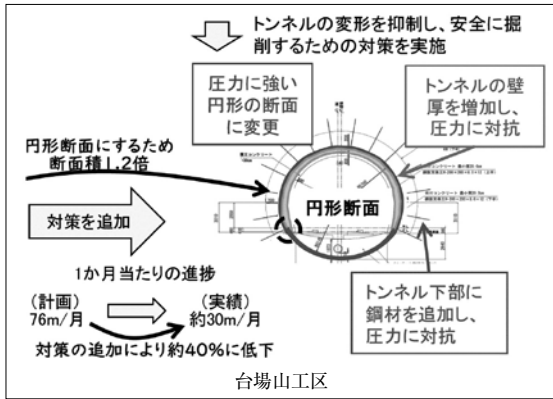 トンネルの変形を抑制し、安全に掘
削するための対策を実施
圧力に強い
円形の断面
に変更
トンネルの壁
厚を増加し、
圧力に対抗
円形断面にするため
断面積1.2倍
円形断面
対策を追加
1か月当たりの進捗
(計画)
76m/月
(実績)
約30m/月
対策の追加により約40%に低下
トンネル下部に
鋼材を追加し、
圧力に対抗
台場山工区